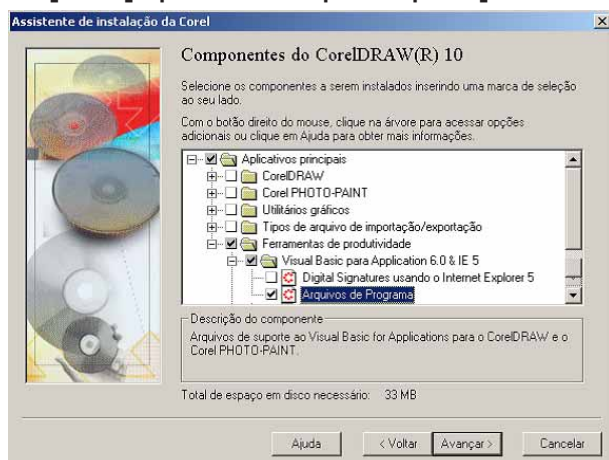 Assistente de instalação da Corel
Componentes do CorelDRAW(R) 10
Selecione os componentes a serem instalados inserindo uma marca de seleção
ao seu lado.
Com o botão direito do mouse, clique na árvore para acessar opções
adicionais ou clique em Ajuda para obter mais informações.
Aplicativos principais
CorelDRAW
Corel PHOTO-PAINT
Utilitários gráficos
Tipos de arquivo de importação/exportação
Ferramentas de produtividade
Visual Basic para Application 6.0 & IE 5
Digital Signatures usando o Internet Explorer 5
Arquivos de Programa
Descrição do componente
Arquivos de suporte ao Visual Basic for Applications para o CorelDRAW e o
Corel PHOTO-PAINT.
Total de espaço em disco necessário: 33 MB
Ajuda < Voltar Avançar > Cancelar